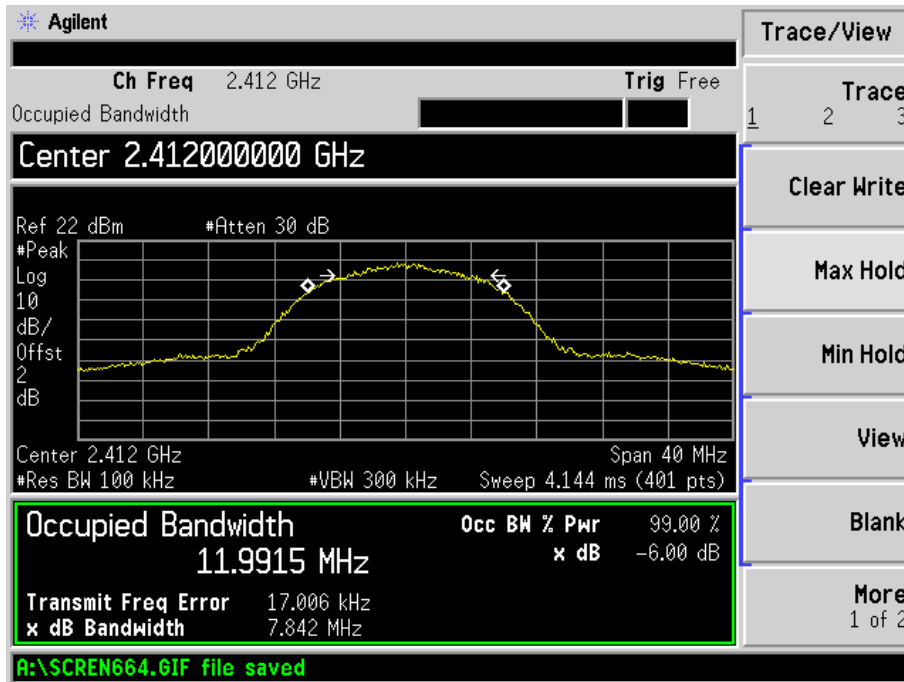 Agilent
Trace/View
Ch Freq 2.412 GHz Trig Free
Occupied Bandwidth
Trace
1 2 3
Center 2.412000000 GHz
Clear Write
Ref 22 dBm #Atten 30 dB
#Peak
Log
10
dB/
Offst
2
dB
Max Hold
Min Hold
View
Center 2.412 GHz Span 40 MHz
#Res BW 100 kHz #VBW 300 kHz Sweep 4.144 ms (401 pts)
Occupied Bandwidth Occ BW % Pwr 99.00 %
11.9915 MHz x dB -6.00 dB
Blank
Transmit Freq Error 17.006 kHz
x dB Bandwidth 7.842 MHz
More
1 of 2
A:\SCREN664.GIF file saved